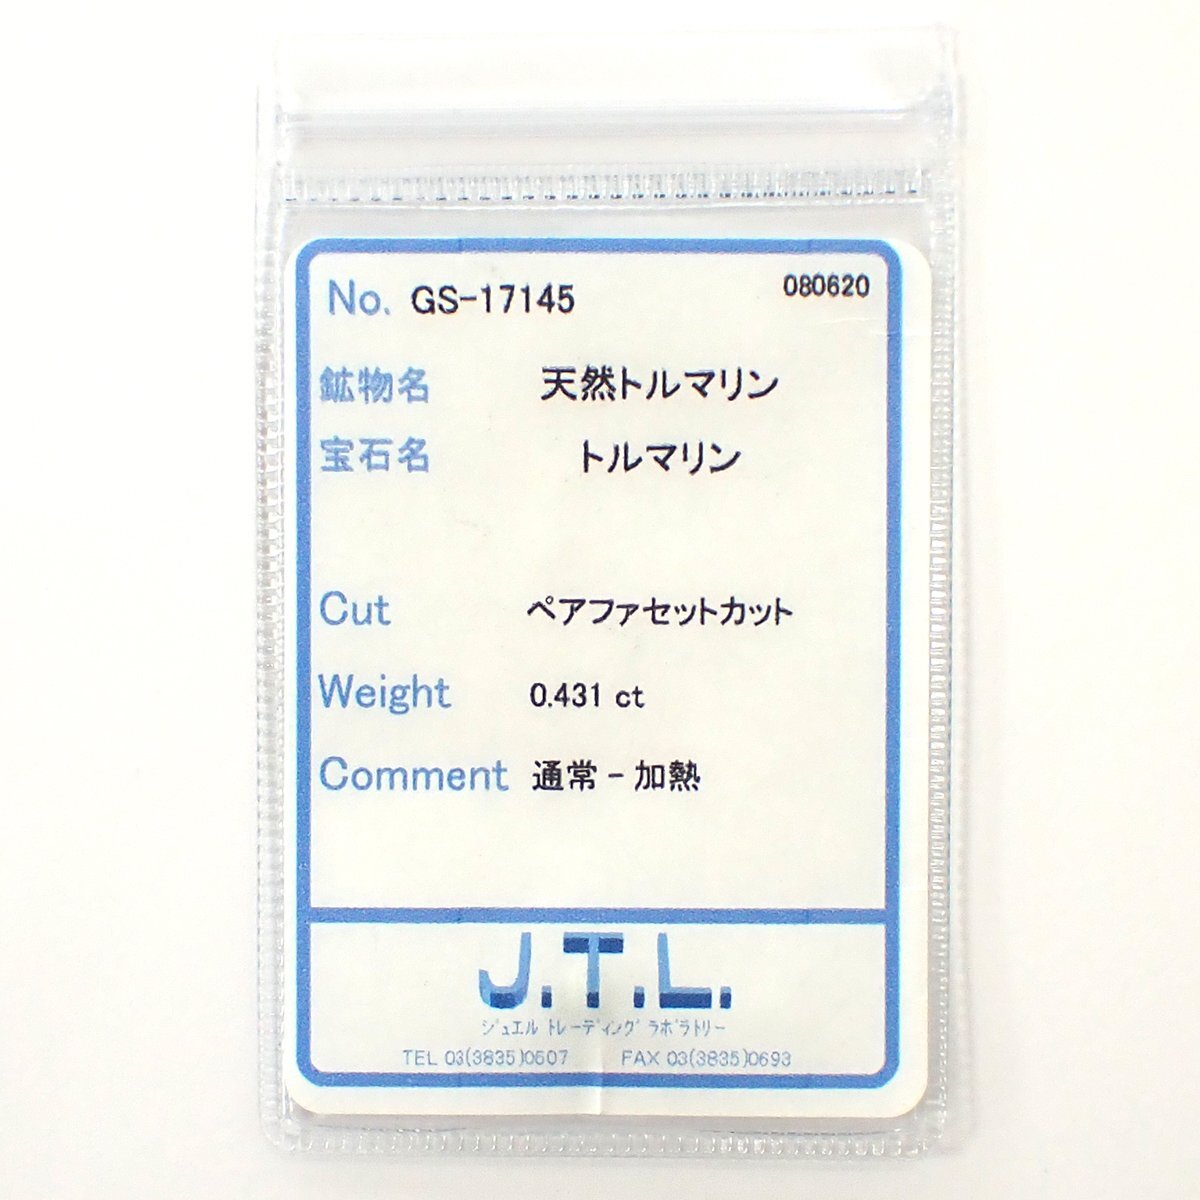 No. GS-17145 080620
鉱物名 天然トルマリン
宝石名 トルマリン
Cut ペアファセットカット
Weight 0.431 ct
Comment 通常-加熱
J.T.L.
ジュエル トレーディング ラボラトリー
TEL 03(3835)0607 FAX 03(3835)0693